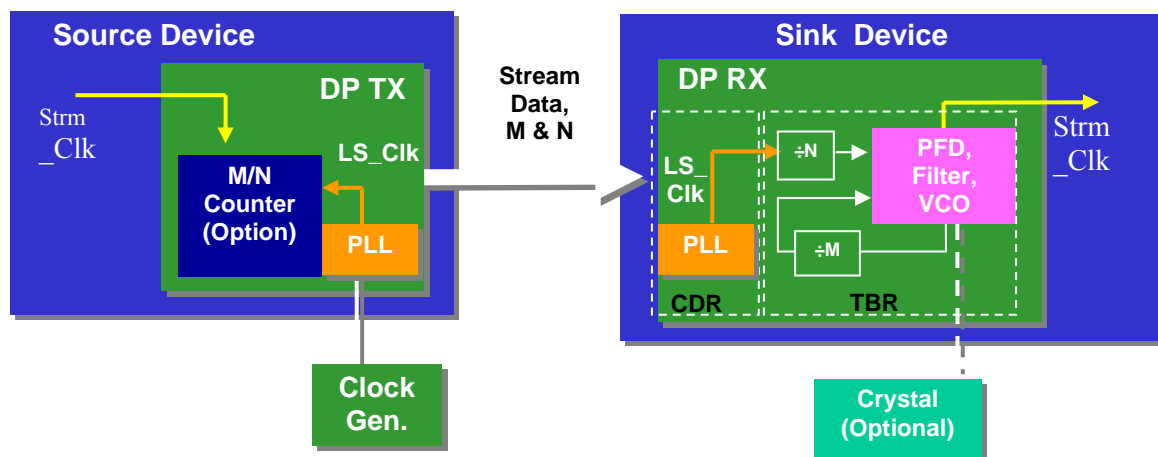 Source Device
DP TX
Strm
_Clk
LS_Clk
M/N
Counter
(Option)
PLL
Clock
Gen.
Stream
Data,
M & N
Sink Device
DP RX
LS_
Clk
PLL
CDR
÷N
÷M
PFD,
Filter,
VCO
TBR
Strm
_Clk
Crystal
(Optional)